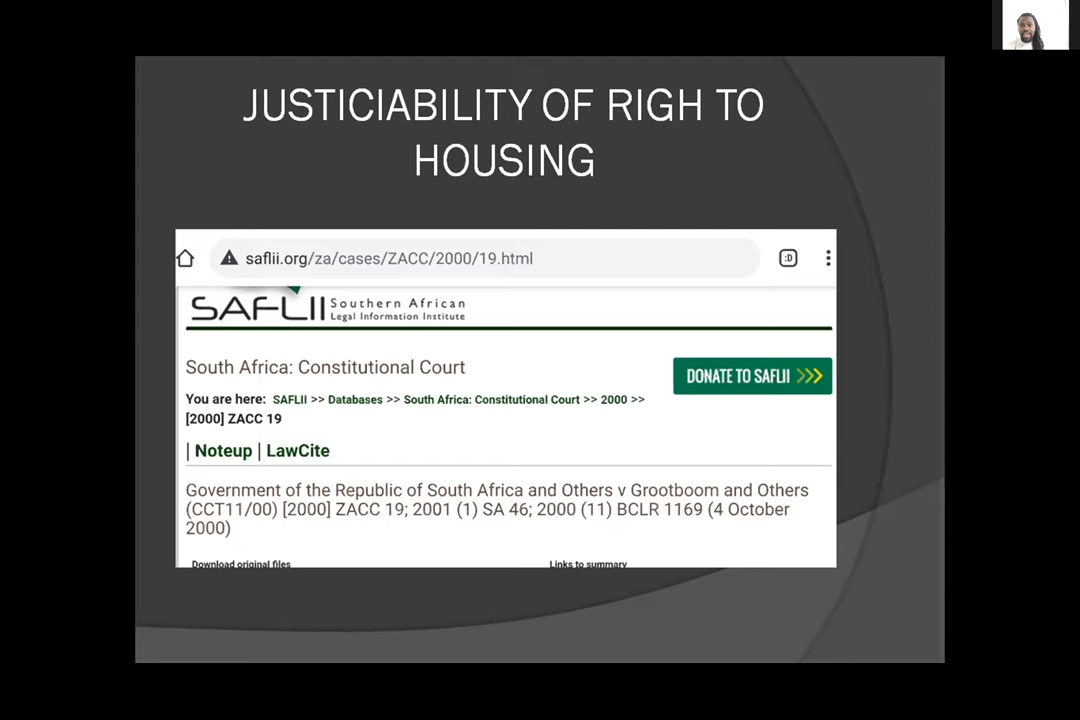 JUSTICIABILITY OF RIGH TO
HOUSING
saflii.org/za/cases/ZACC/2000/19.html
:D
SAFLII Southern African
Legal Information Institute
South Africa: Constitutional Court
DONATE TO SAFLII >>>
You are here: SAFLII >> Databases >> South Africa: Constitutional Court >> 2000 >>
[2000] ZACC 19
| Noteup | LawCite
Government of the Republic of South Africa and Others v Grootboom and Others
(CCT11/00) [2000] ZACC 19; 2001 (1) SA 46; 2000 (11) BCLR 1169 (4 October
2000)
Download original files
Links to summary